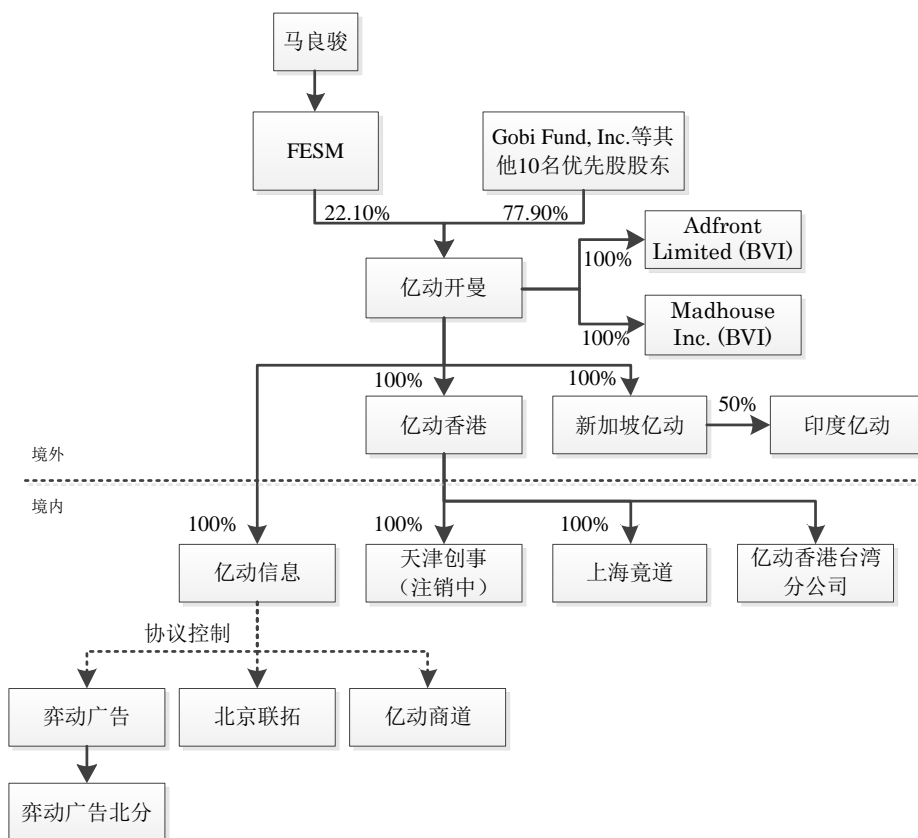 马良骏
FESM
Gobi Fund, Inc.等其
他10名优先股股东
22.10%
77.90%
Adfront
Limited (BVI)
100%
亿动开曼
Madhouse
Inc. (BVI)
100%
100%
100%
50%
亿动香港
新加坡亿动
印度亿动
境外
境内
100%
100%
100%
亿动信息
天津创事
（注销中）
上海竟道
亿动香港台湾
分公司
协议控制
弈动广告
北京联拓
亿动商道
弈动广告北分